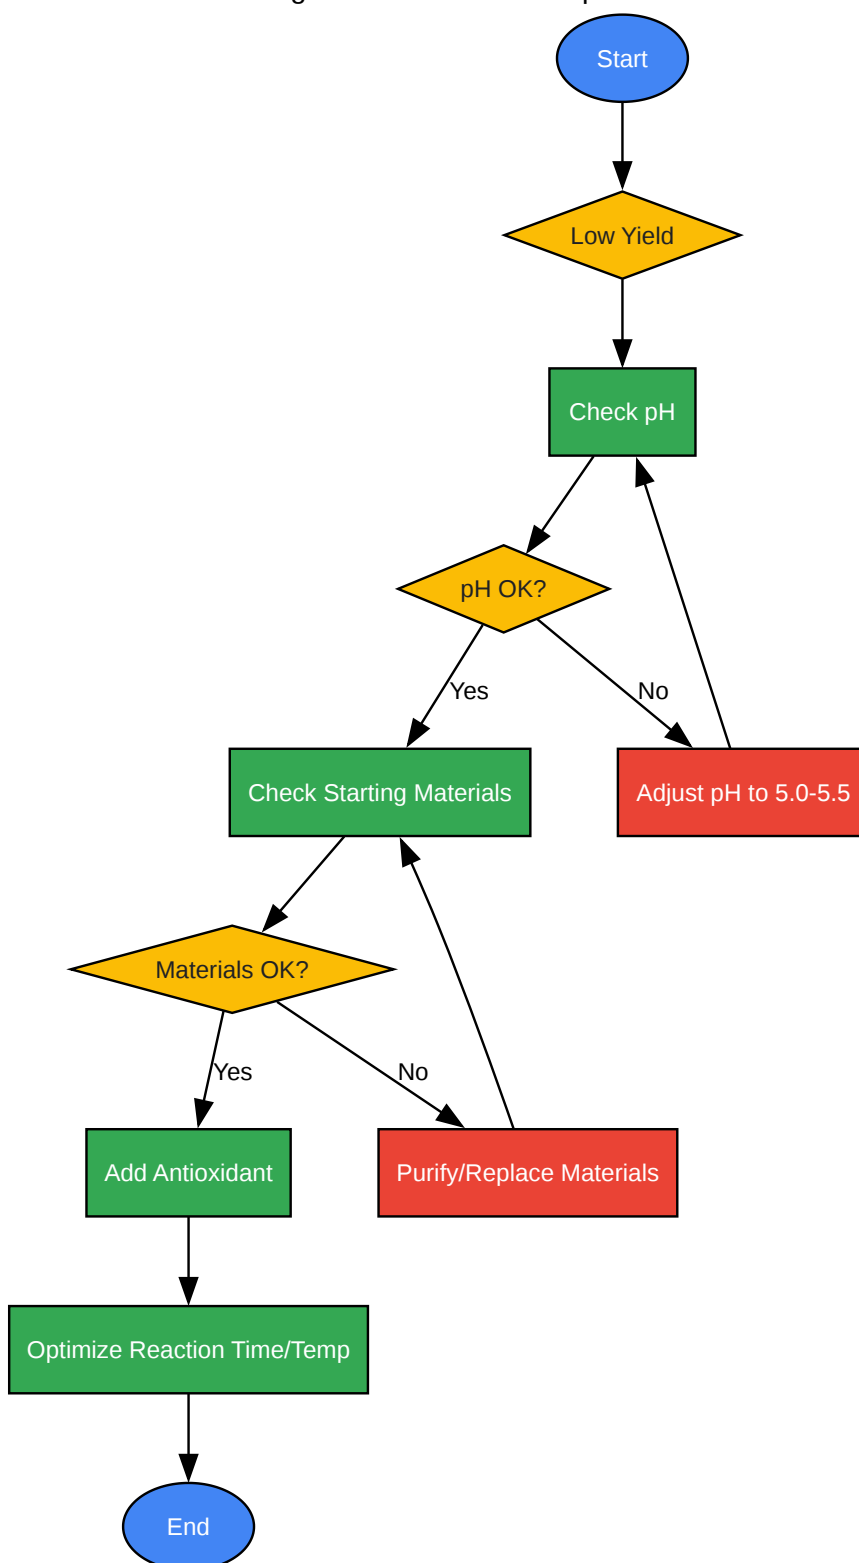 Start
Low Yield
Check pH
pH OK?
Yes
No
Check Starting Materials
Adjust pH to 5.0-5.5
Materials OK?
Yes
No
Add Antioxidant
Purify/Replace Materials
Optimize Reaction Time/Temp
End